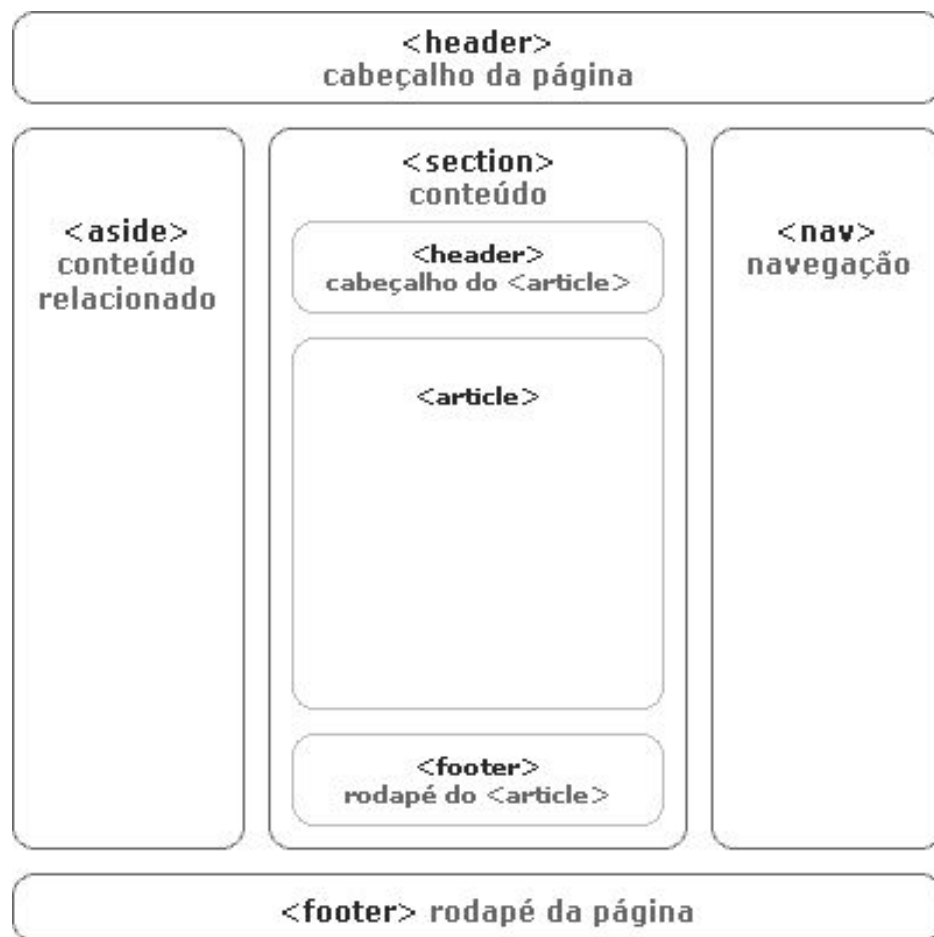 <header>
cabeçalho da página
<aside>
conteúdo
relacionado
<section>
conteúdo
<header>
cabeçalho do <article>
<article>
<footer>
rodapé do <article>
<nav>
navegação
<footer> rodapé da página